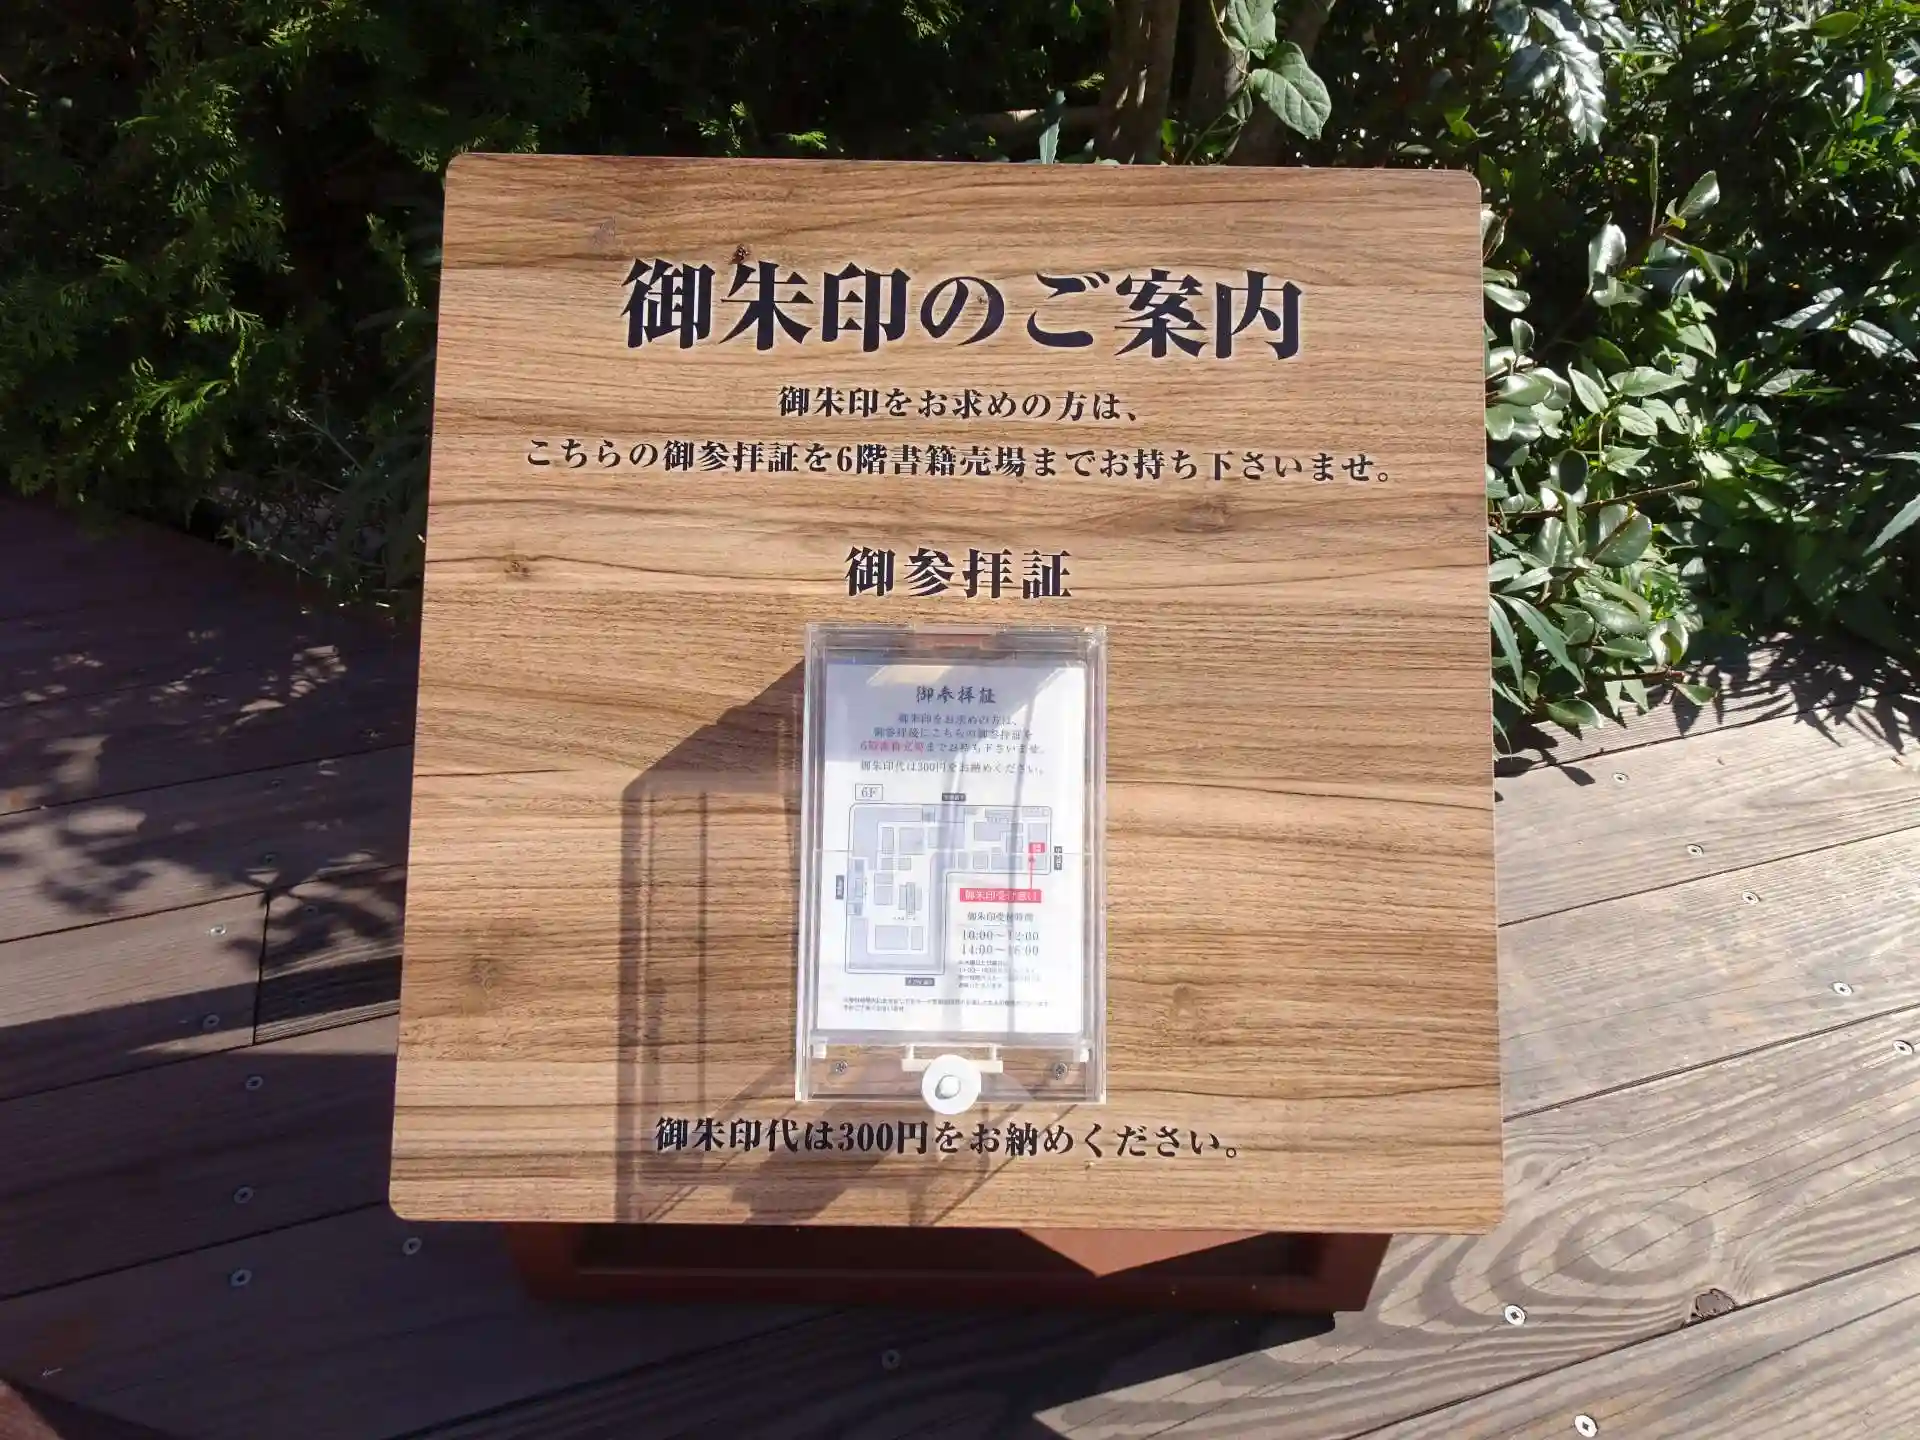 御朱印のご案内
御朱印をお求めの方は、
こちらの御参拝証を6階書籍売場までお持ち下さいませ。
御参拝証
御参拝証
御朱印をお求めの方は、
御参拝後にこちらの御参拝証を
までお持ち下さいませ。
御朱印代は300円をお納めください。
6F
御朱印受付窓口
御朱印受付時間
10:00～12:00
14:00～16:00
御朱印代は300円をお納めください。